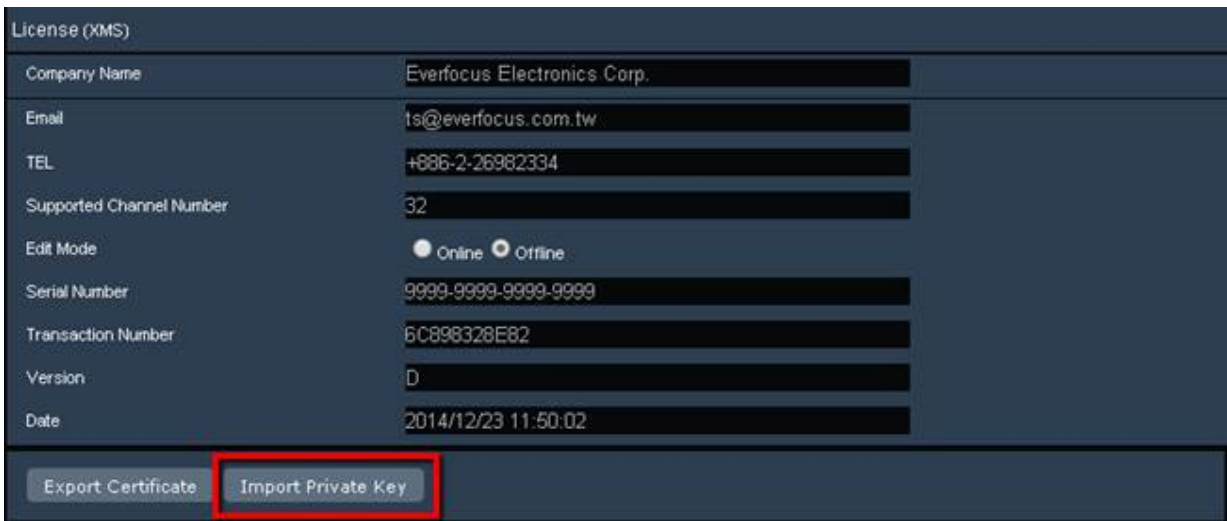 License (XMS)
Company Name Everfocus Electronics Corp.
Email ts@everfocus.com.tw
TEL +886-2-26982334
Supported Channel Number 32
Edit Mode Online Offline
Serial Number 9999-9999-9999-9999
Transaction Number 6C898328E82
Version D
Date 2014/12/23 11:50:02
Export Certificate Import Private Key